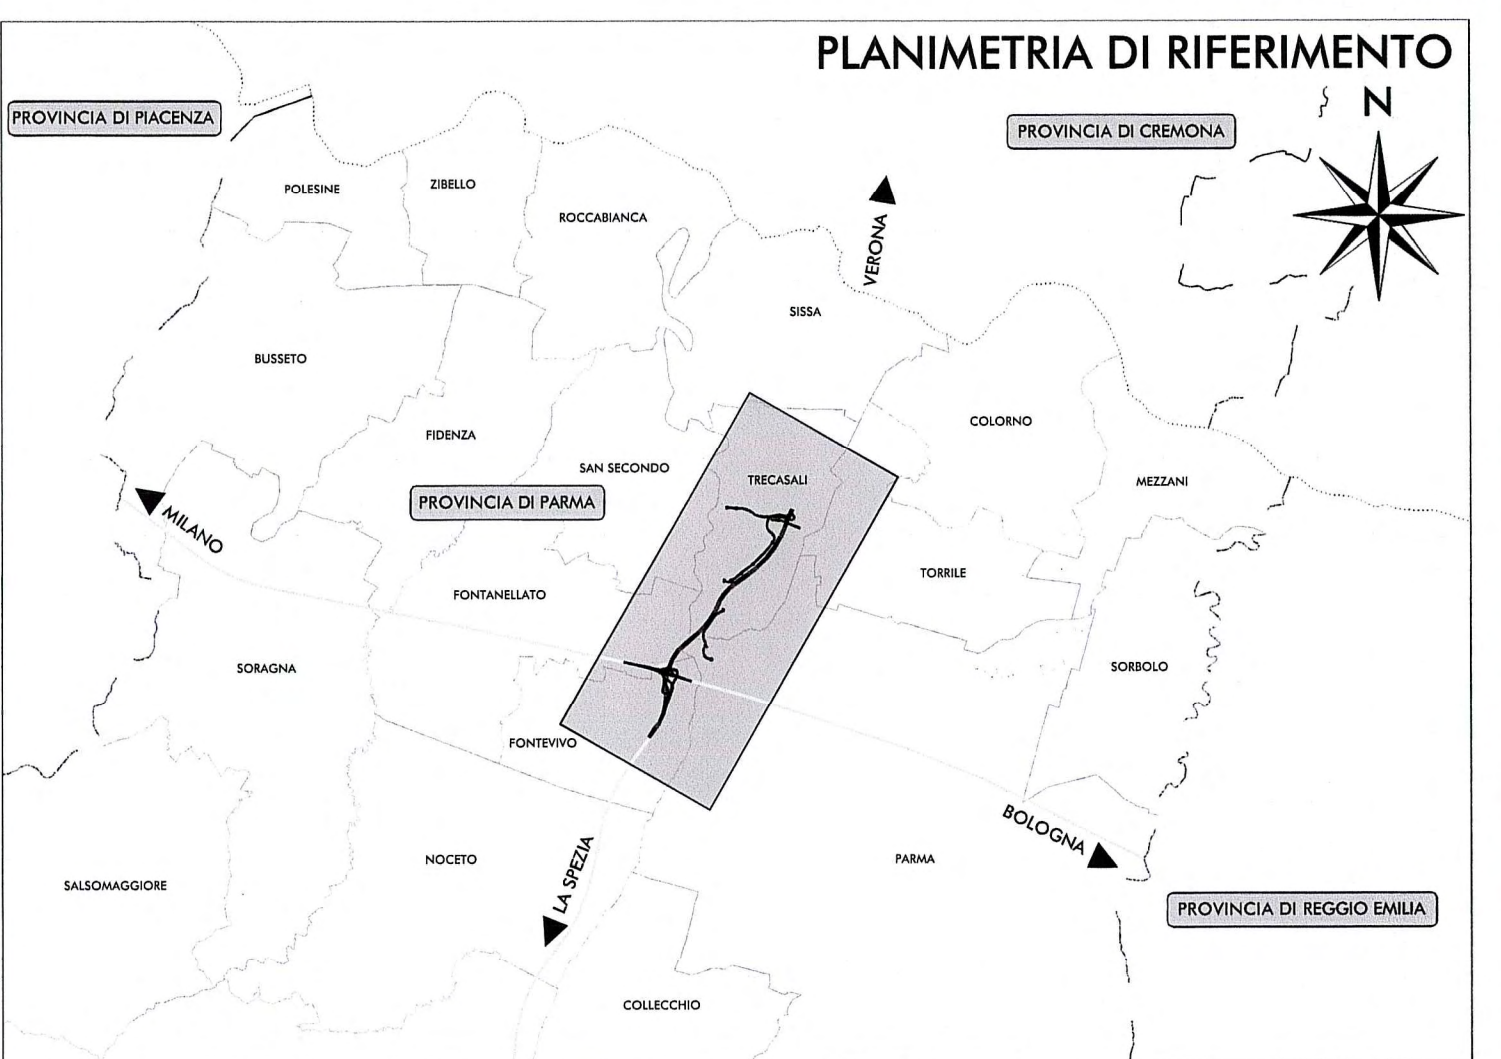 PLANIMETRIA DI RIFERIMENTO
N
PROVINCIA DI PIACENZA
PROVINCIA DI CREMONA
POLESINE
ZIBELLO
ROCCABIANCA
VERONA
SISSA
BUSSETO
COLORNO
FIDENZA
SAN SECONDO
TRECASALI
MEZZANI
PROVINCIA DI PARMA
MILANO
TORRILE
FONTANELLATO
SORAGNA
SORBOLO
FONTEVIVO
BOLOGNA
NOCETO
LA SPEZIA
PARMA
SALSOMAGGIORE
PROVINCIA DI REGGIO EMILIA
COLLECCHIO